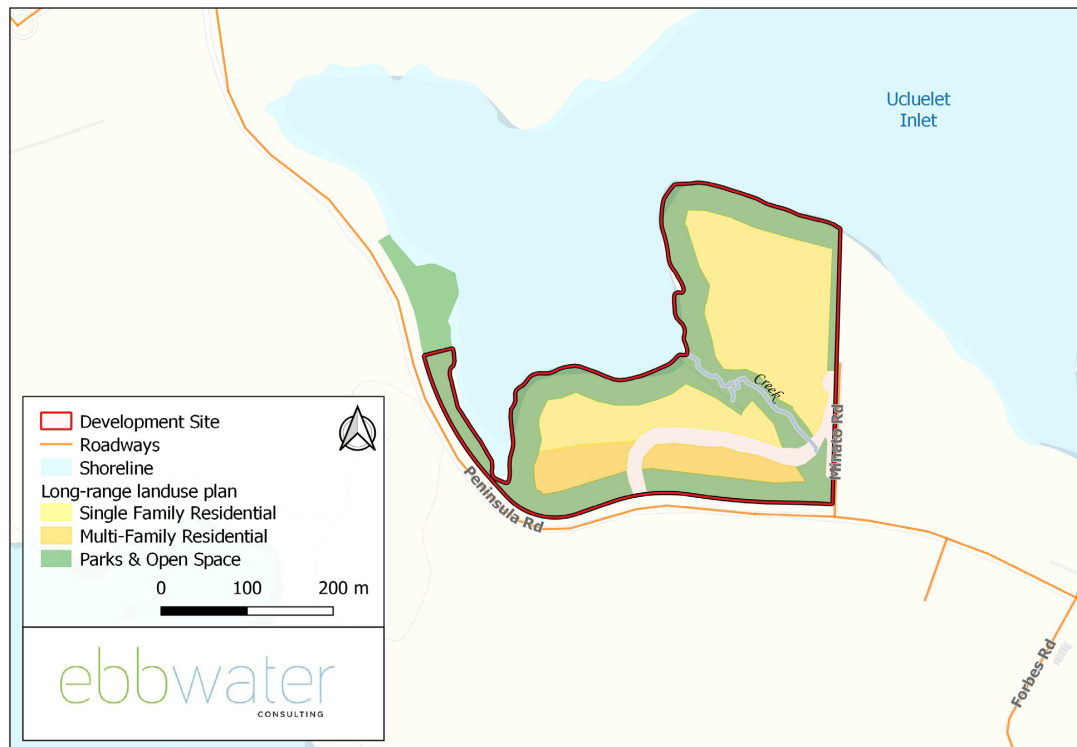 Ucluelet
Inlet
Creek
Minato Rd
Peninsula Rd
Forbes Rd
Development Site
Roadways
Shoreline
Long-range landuse plan
Single Family Residential
Multi-Family Residential
Parks & Open Space
0 100 200 m
ebbwater
CONSULTING